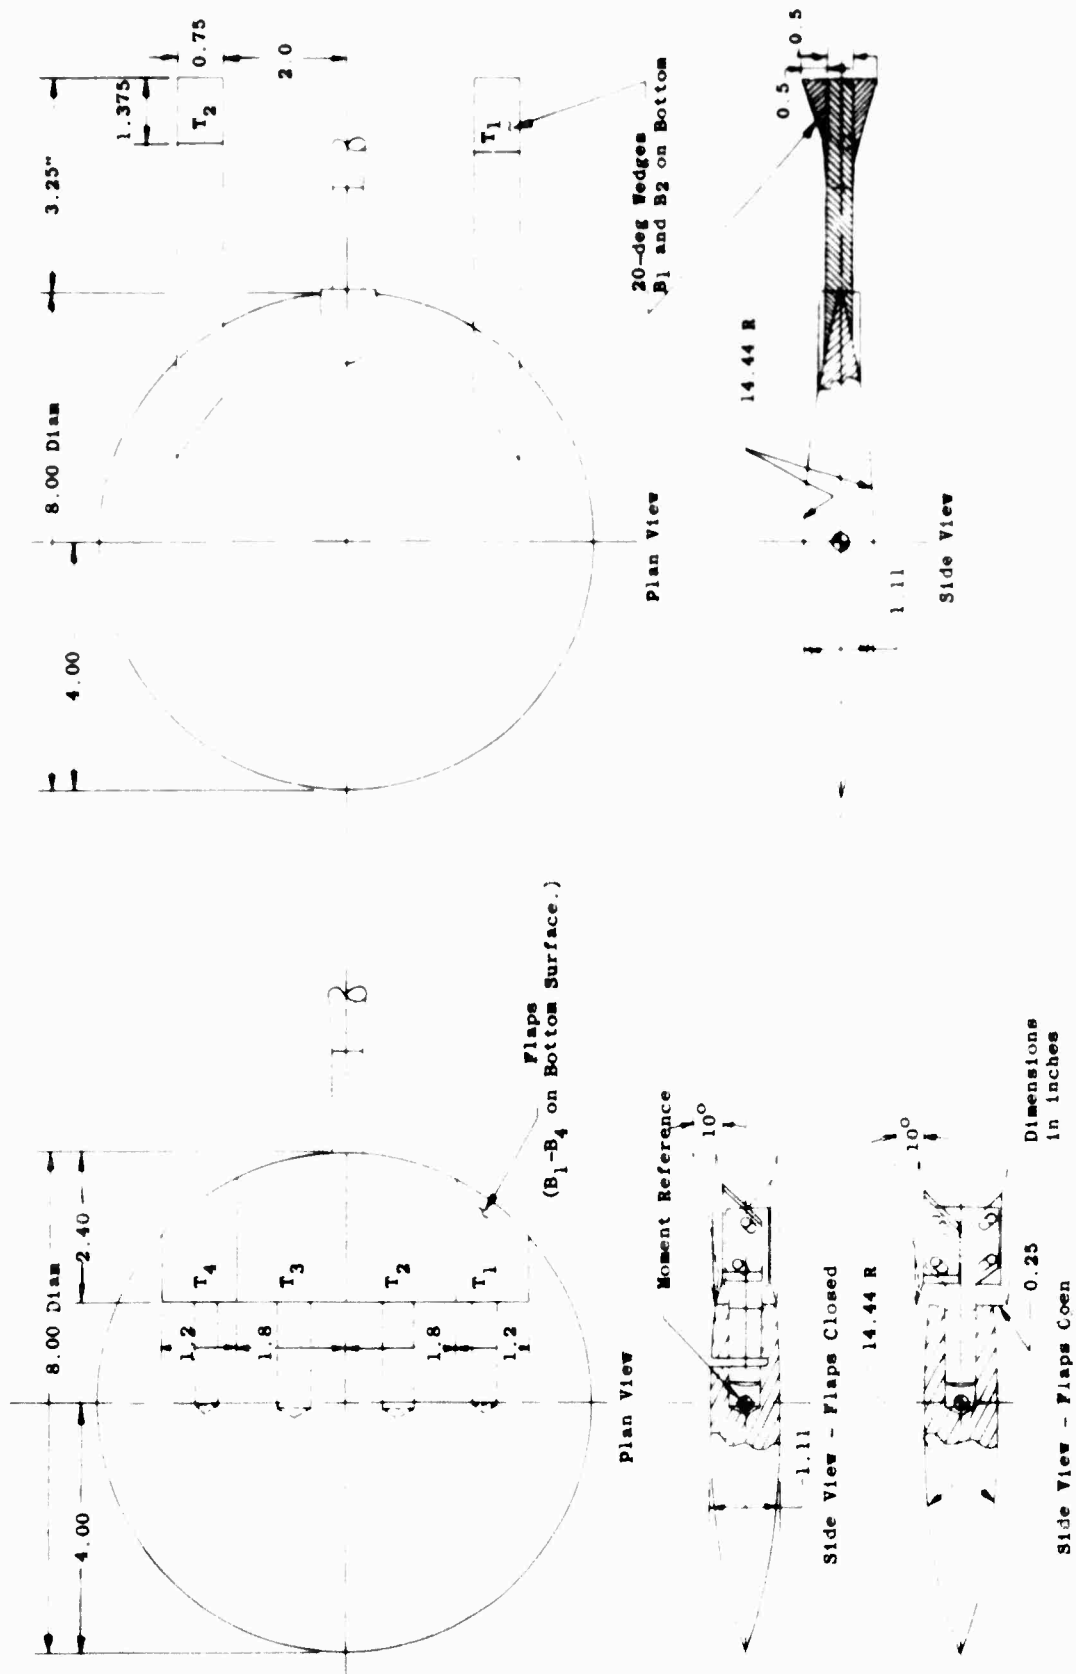 8.00 Diam
4.00
2.40
T4
T3
T2
T1
1.2
1.8
1.8
1.2
Flaps
(B1-B4 on Bottom Surface.)
Plan View
Moment Reference
10°
1.11
Side View - Flaps Closed
14.44 R
10°
0.25
Side View - Flaps Open
Dimensions
in inches
8.00 Diam
3.25"
4.00
1.375
T2
0.75
2.0
T1
20-deg Wedges
B1 and B2 on Bottom
Plan View
14.44 R
0.5
0.5
1.11
Side View